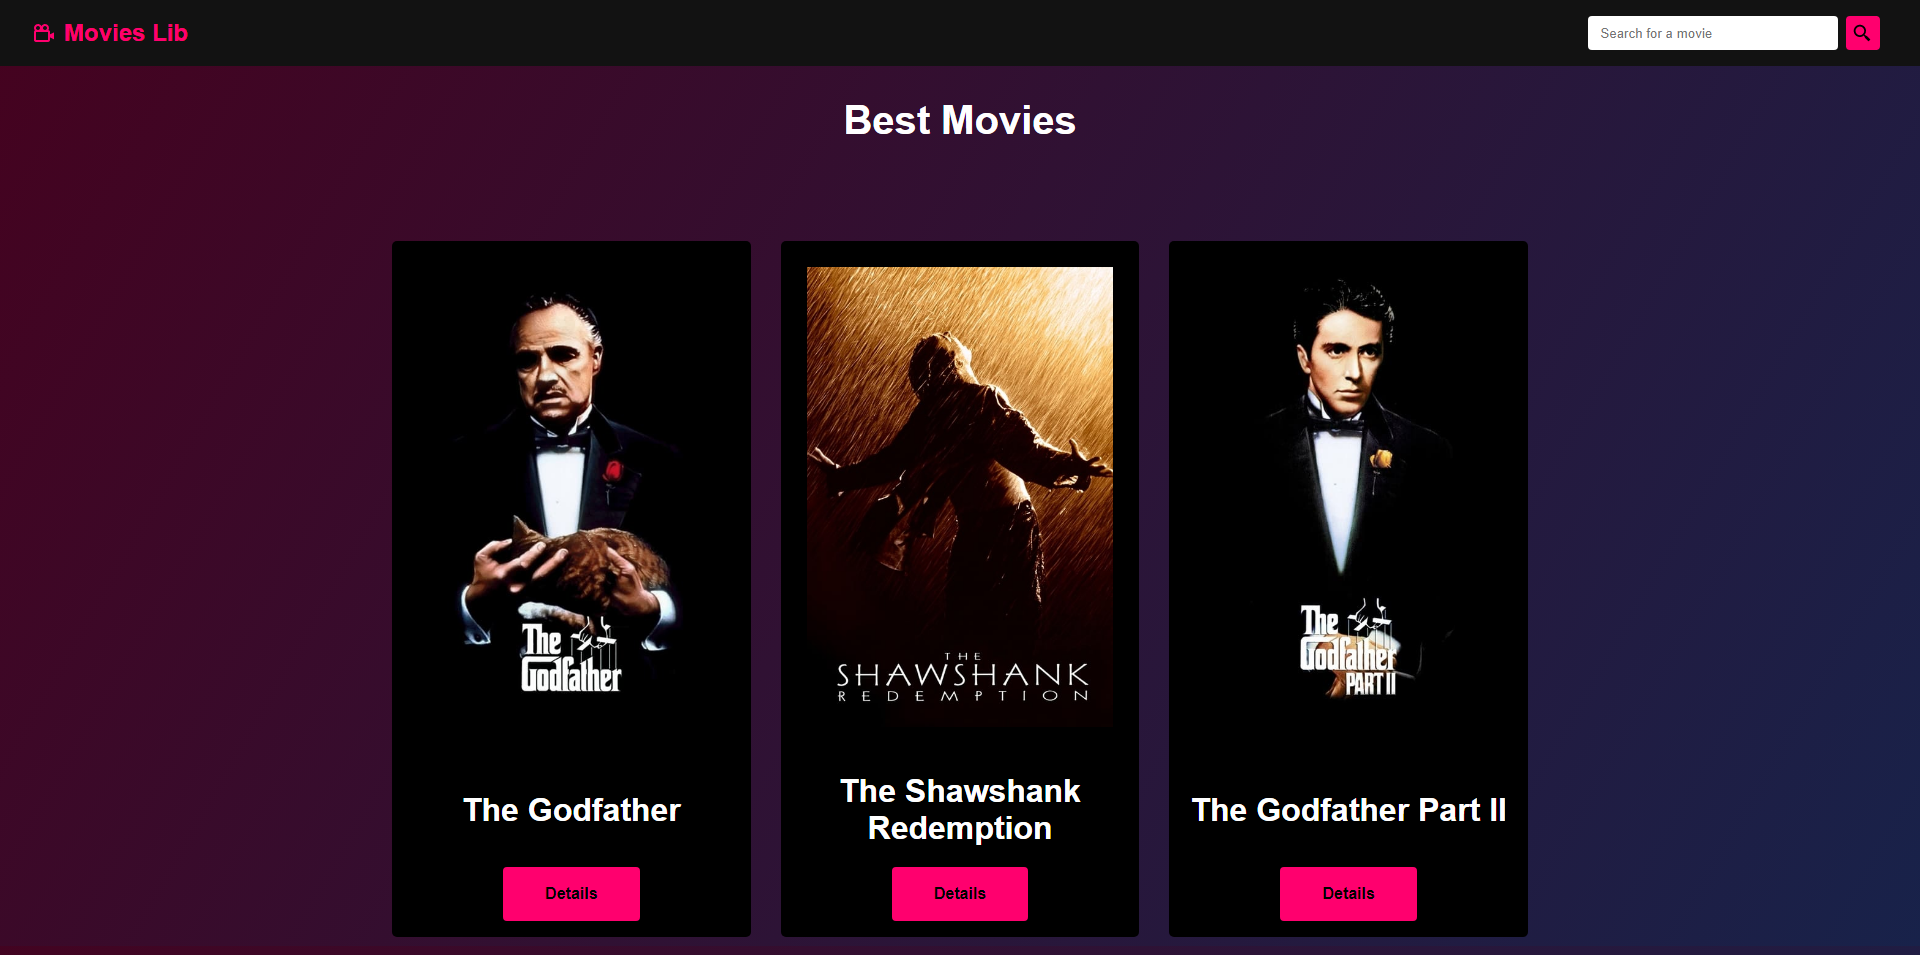 Movies Lib
Search for a movie
Best Movies
The
Godfather
THE
SHAWSHANK
REDEMPTION
The
Godfather
PART II
The Godfather
The Shawshank
Redemption
The Godfather Part II
Details
Details
Details